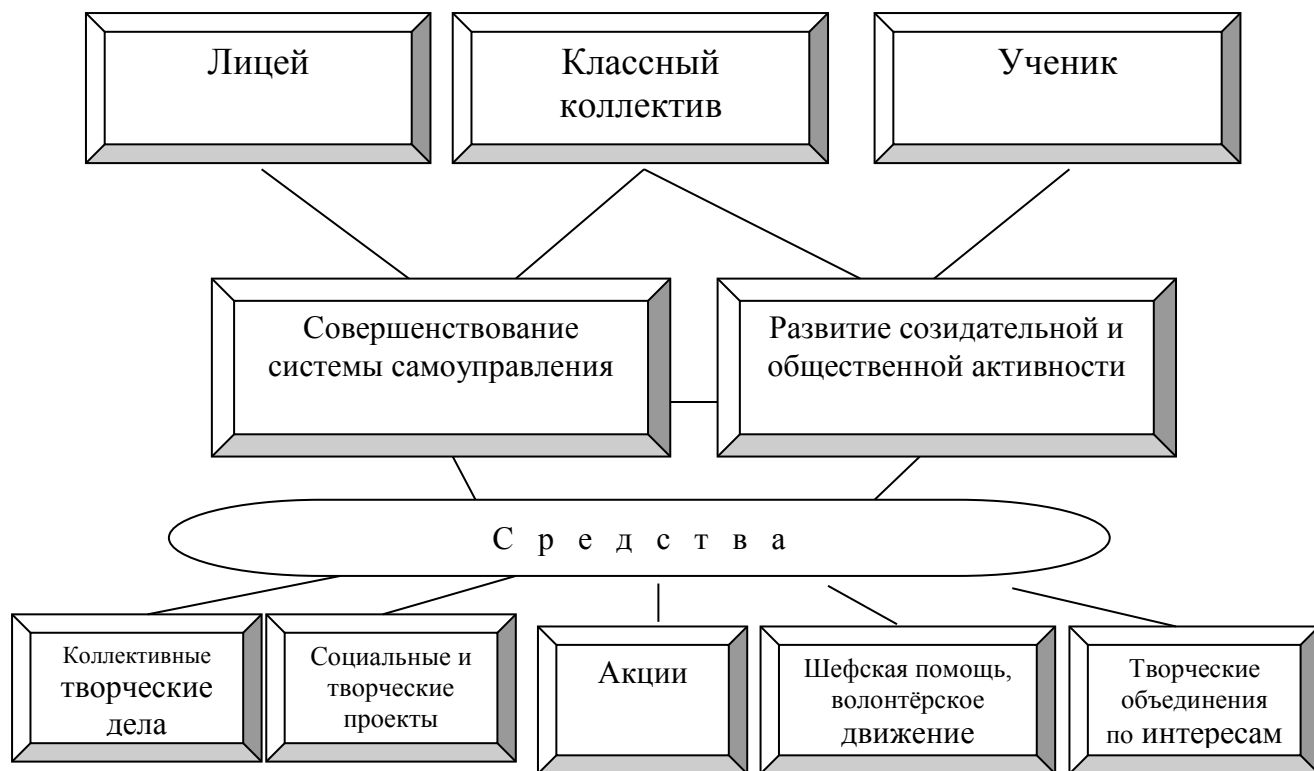 Лицей
Классный
коллектив
Ученик
Совершенствование
системы самоуправления
Развитие созидательной и
общественной активности
С р е д с т в а
Коллективные
творческие
дела
Социальные и
творческие
проекты
Акции
Шефская помощь,
волонтёрское
движение
Творческие
объединения
по интересам